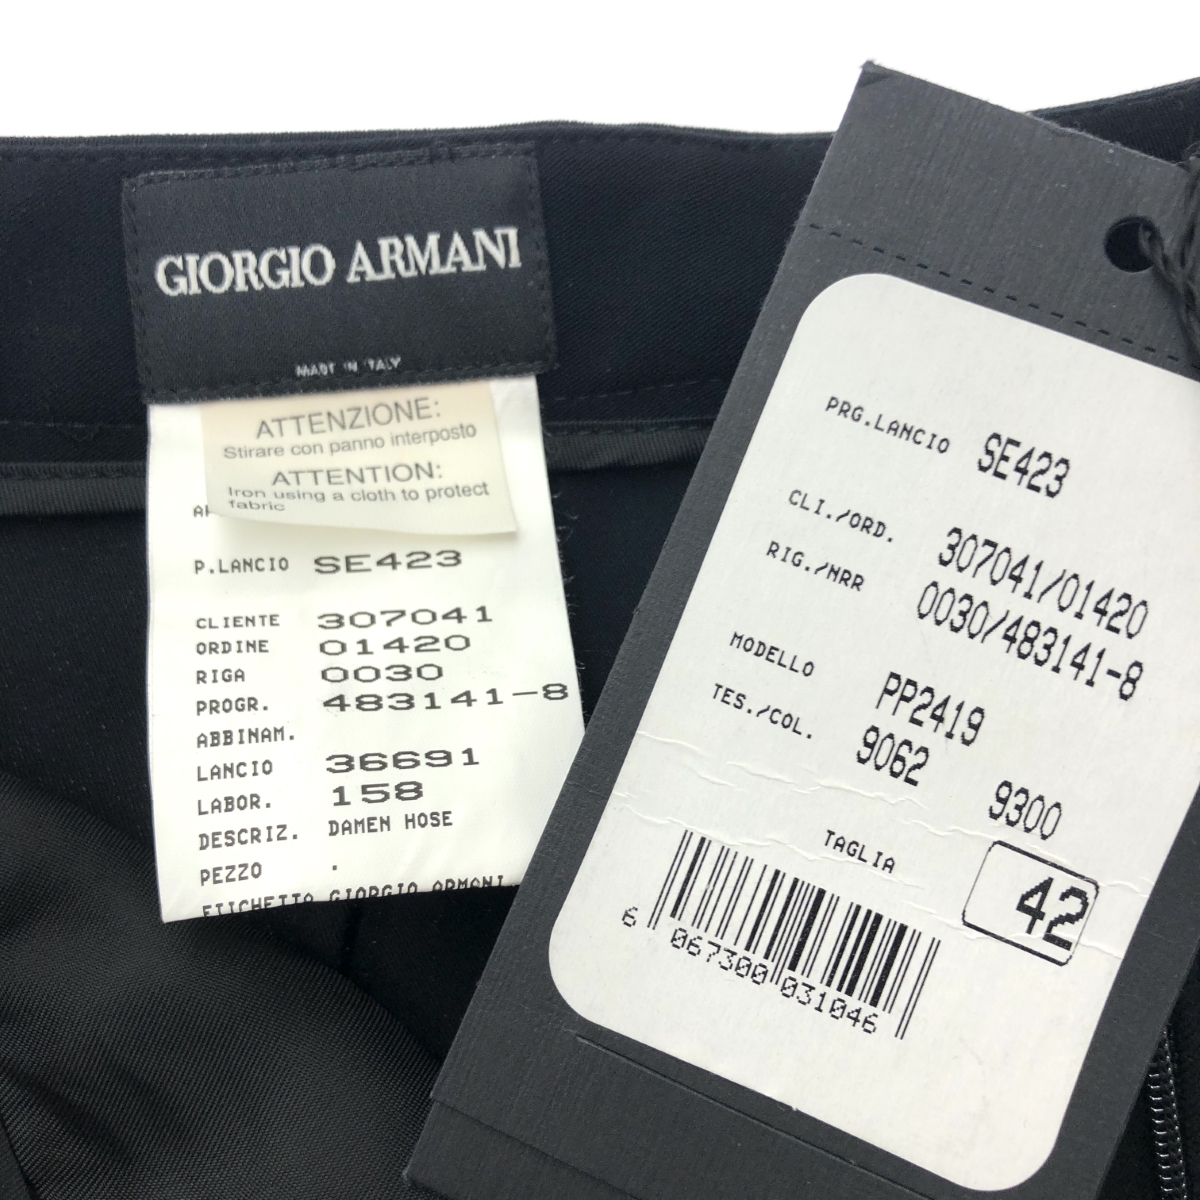 GIORGIO ARMANI
MADE IN ITALY
ATTENZIONE:
Stirare con panno interposto
ATTENTION:
Iron using a cloth to protect
fabric
P.LANCIO SE423
CLIENTE 307041
ORDINE 01420
RIGA 0030
PROGR. 483141-8
ABBINAM.
LANCIO 36691
LABOR. 158
DESCRIZ. DAMEN HOSE
PEZZO .
ETICHETTA GIORGIO ARMANI
PRG.LANCIO SE423
CLI./ORD. 307041/01420
RIG./NRR 0030/483141-8
MODELLO PP2419
TES./COL. 9062 9300
TAGLIA 42
6 067300 031046